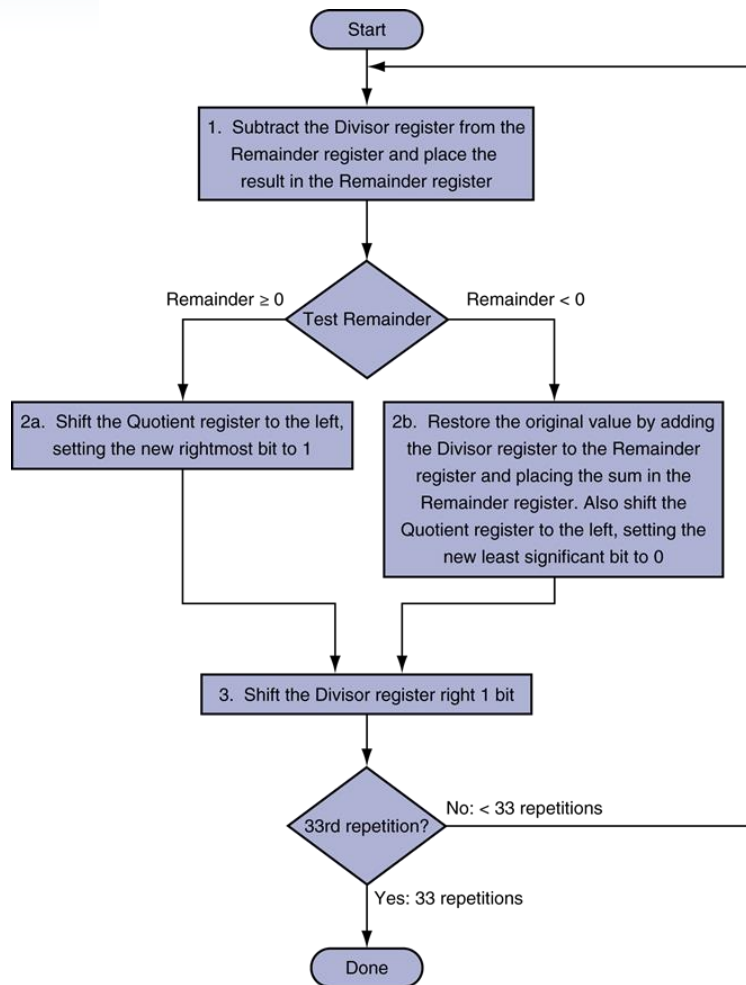 Start
1. Subtract the Divisor register from the
Remainder register and place the
result in the Remainder register
Remainder ≥ 0
Remainder < 0
Test Remainder
2a. Shift the Quotient register to the left,
setting the new rightmost bit to 1
2b. Restore the original value by adding
the Divisor register to the Remainder
register and placing the sum in the
Remainder register. Also shift the
Quotient register to the left, setting the
new least significant bit to 0
3. Shift the Divisor register right 1 bit
No: < 33 repetitions
33rd repetition?
Yes: 33 repetitions
Done